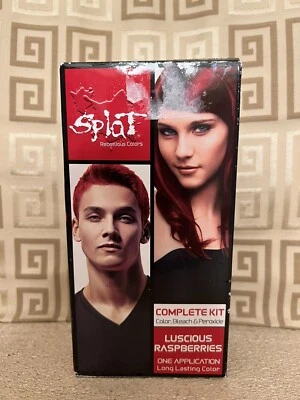 Splat
Rebellious Colors
COMPLETE KIT
Color, Bleach & Peroxide
LUSCIOUS
RASPBERRIES
ONE APPLICATION
Long Lasting Color